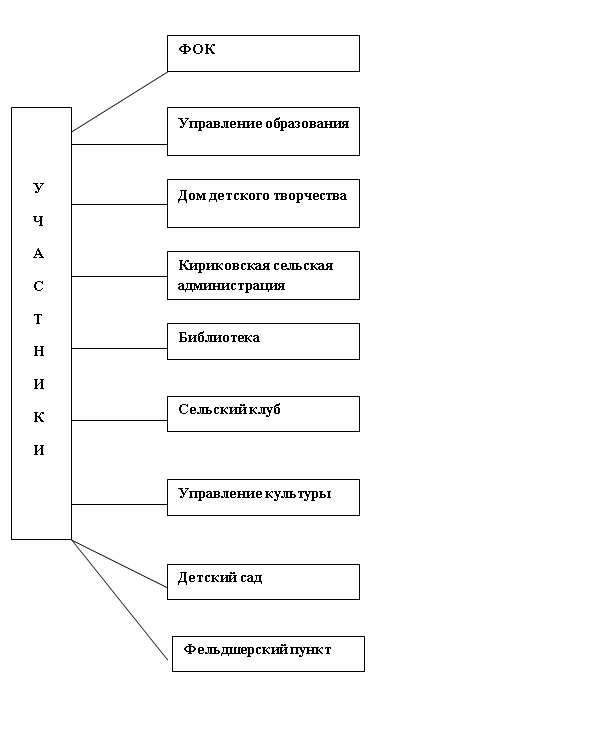 ФОК
Управление образования
Дом детского творчества
Кириковская сельская
администрация
Библиотека
Сельский клуб
Управление культуры
Детский сад
Фельдшерский пункт
У
Ч
А
С
Т
Н
И
К
И